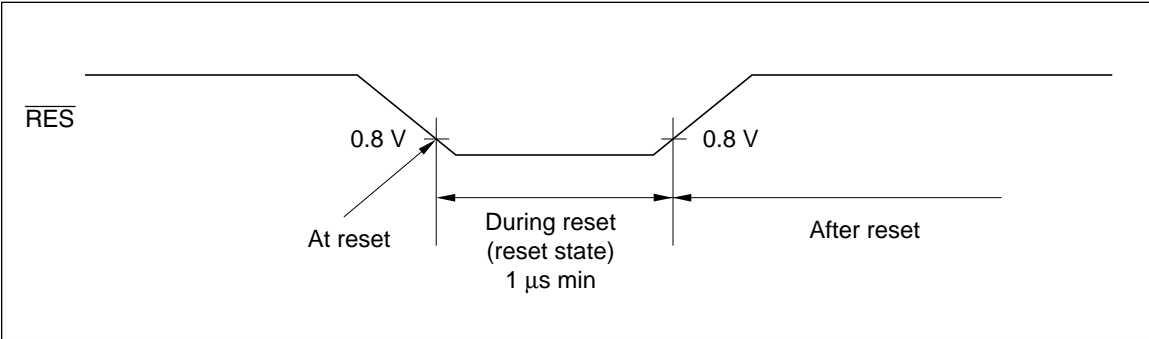 RES
0.8 V
0.8 V
At reset
During reset
(reset state)
1 μs min
After reset